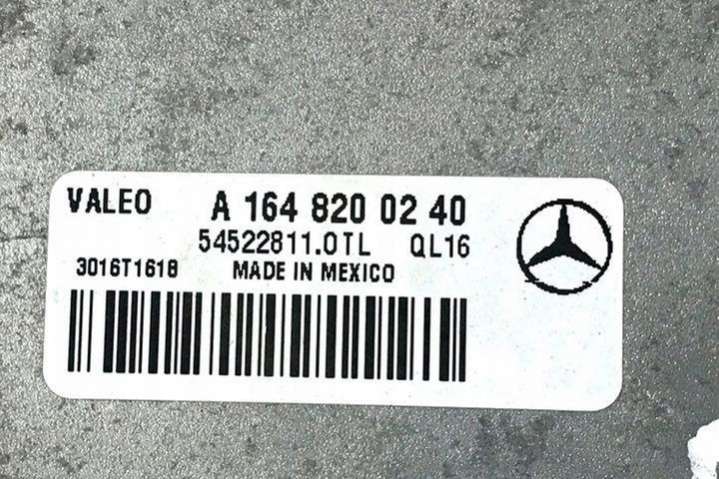 VALEO A 164 820 02 40
54522811.0TL QL16
3016T1618 MADE IN MEXICO